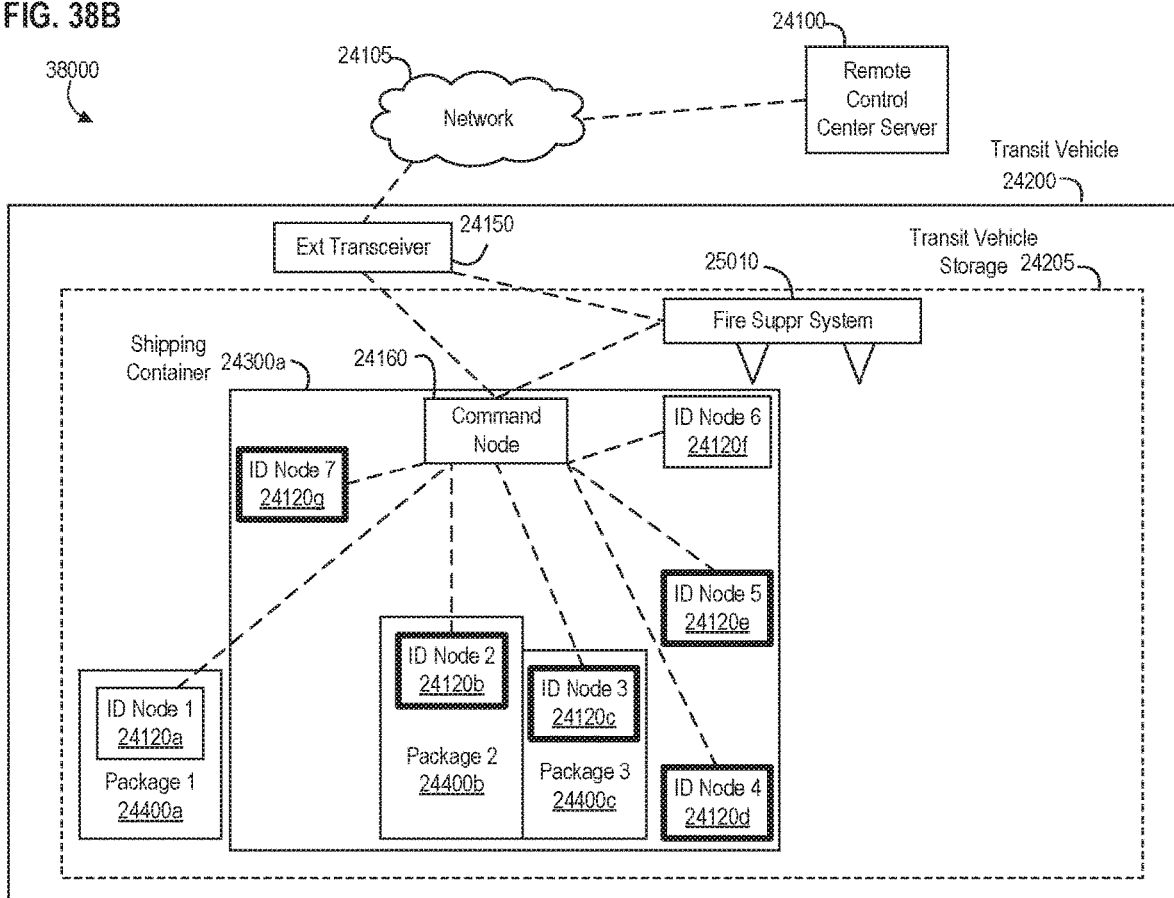 FIG. 38B
38000
24105
Network
24100
Remote
Control
Center Server
Transit Vehicle
24200
Ext Transceiver
24150
Transit Vehicle
Storage 24205
25010
Fire Suppr System
Shipping
Container 24300a
24160
Command
Node
ID Node 6
24120f
ID Node 7
24120g
ID Node 5
24120e
ID Node 2
24120b
Package 2
24400b
ID Node 3
24120c
Package 3
24400c
ID Node 1
24120a
Package 1
24400a
ID Node 4
24120d